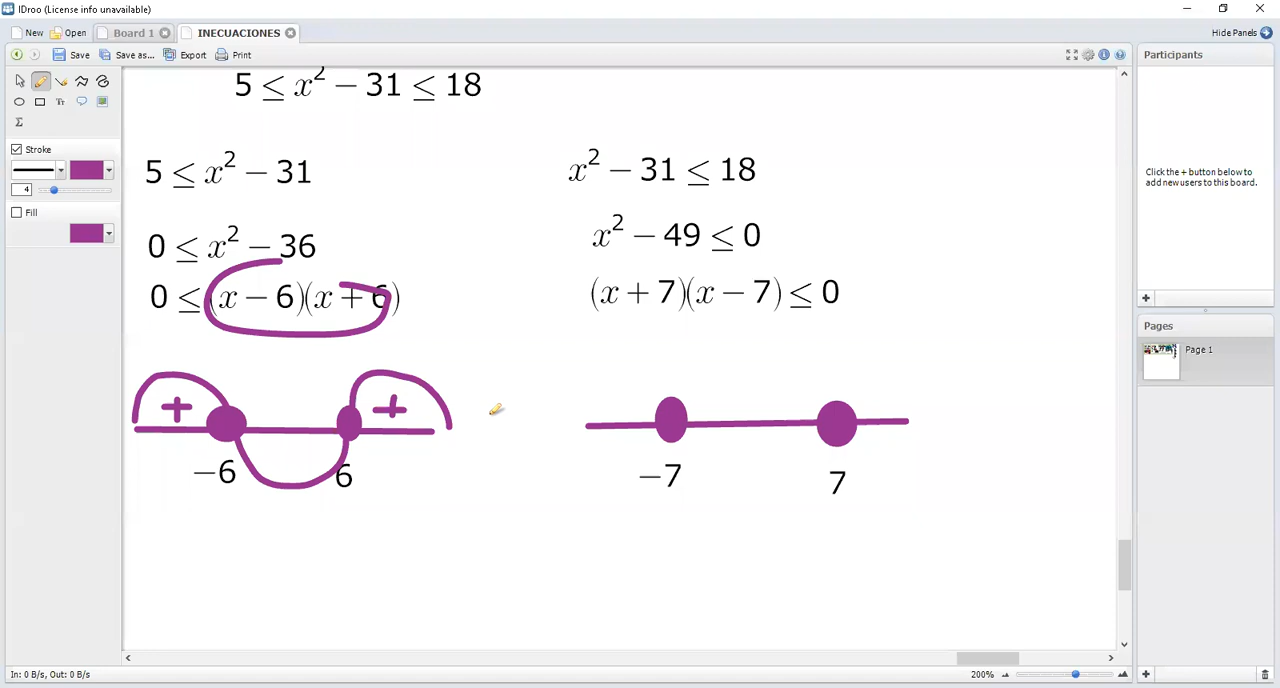 IDroo (License info unavailable)
New Open Board 1 INECUACIONES Hide Panels
Save Save as... Export Print
Participants
Click the + button below to
add new users to this board.
Tt
Σ
Stroke
4
Fill
5 ≤ x² − 31 ≤ 18
5 ≤ x² − 31
0 ≤ x² − 36
0 ≤ (x − 6)(x + 6)
+ +
−6 6
x² − 31 ≤ 18
x² − 49 ≤ 0
(x + 7)(x − 7) ≤ 0
−7 7
Pages
Page 1
In: 0 B/s, Out: 0 B/s
200%